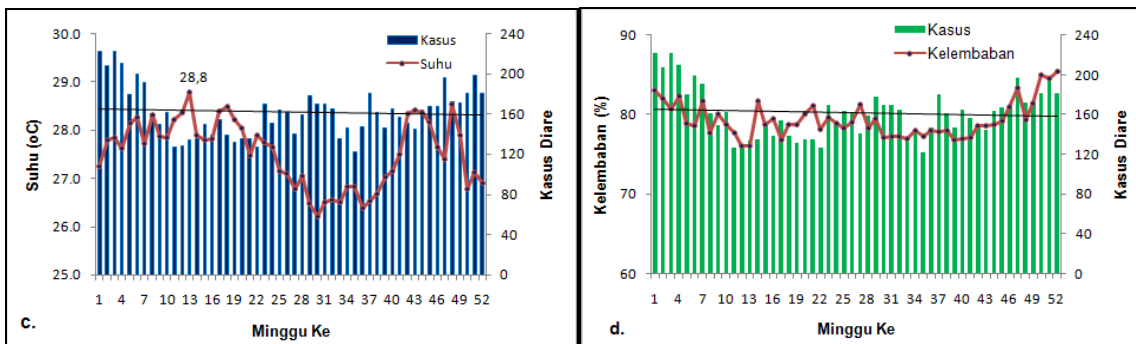 30.0
29.0
28.0
27.0
26.0
25.0
Suhu (oC)
Kasus
Suhu
28,8
240
200
160
120
80
40
0
Kasus Diare
1 4 7 10 13 16 19 22 25 28 31 34 37 40 43 46 49 52
c.
Minggu Ke
90
80
70
60
Kelembaban (%)
Kasus
Kelembaban
240
200
160
120
80
40
0
Kasus Diare
1 4 7 10 13 16 19 22 25 28 31 34 37 40 43 46 49 52
d.
Minggu Ke